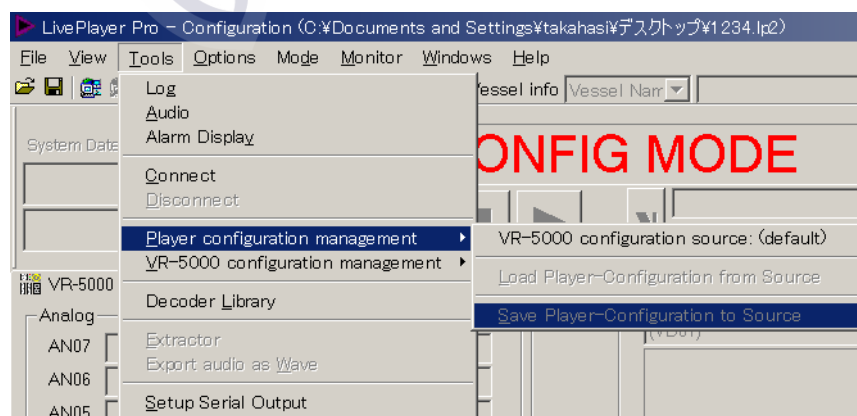 LivePlayer Pro - Configuration (C:¥Documents and Settings¥takahasi¥デスクトップ¥1234.lp2)
File View Tools Options Mode Monitor Windows Help
Vessel info Vessel Nam
Log
Audio
Alarm Display
System Date
CONFIG MODE
Connect
Disconnect
Player configuration management
VR-5000 configuration source: (default)
VR-5000 configuration management
Load Player-Configuration from Source
VR-5000
Decoder Library
Save Player-Configuration to Source
Analog
(VD01)
AN07
Extractor
Export audio as Wave
AN06
Setup Serial Output
AN05